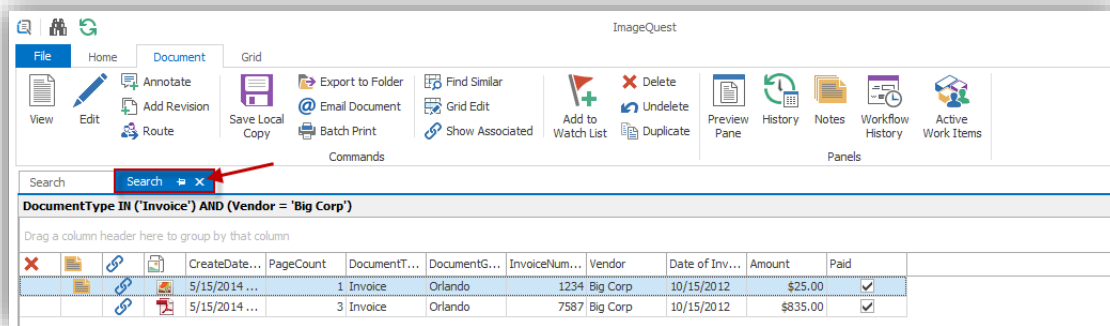 ImageQuest
File Home Document Grid
View Edit Annotate Add Revision Route Save Local Copy Export to Folder Email Document Batch Print Find Similar Grid Edit Show Associated Add to Watch List Delete Undelete Duplicate Preview Pane History Notes Workflow History Active Work Items
Commands Panels
Search Search
DocumentType IN ('Invoice') AND (Vendor = 'Big Corp')
Drag a column header here to group by that column
CreateDate... PageCount DocumentT... DocumentG... InvoiceNum... Vendor Date of Inv... Amount Paid
5/15/2014 ... 1 Invoice Orlando 1234 Big Corp 10/15/2012 $25.00
5/15/2014 ... 3 Invoice Orlando 7587 Big Corp 10/15/2012 $835.00